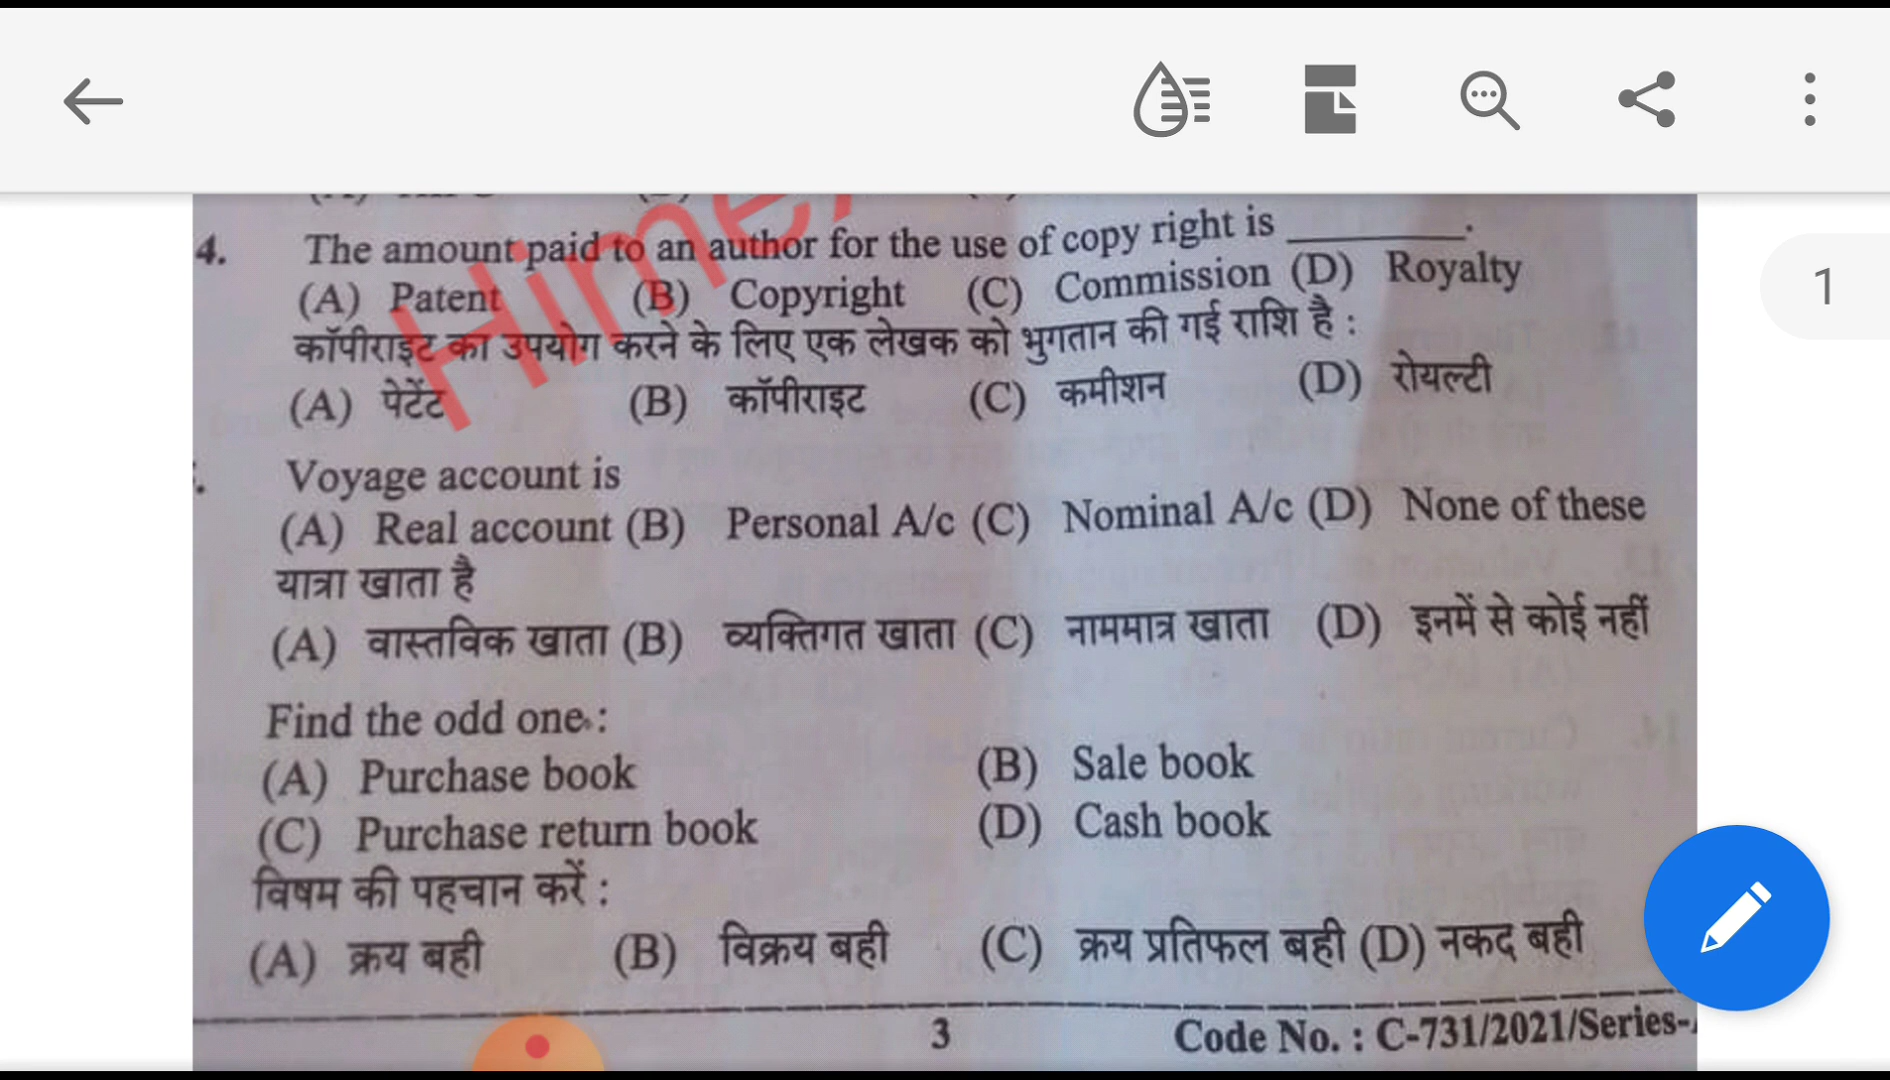 1
4. The amount paid to an author for the use of copy right is ________.
(A) Patent (B) Copyright (C) Commission (D) Royalty
कॉपीराइट का उपयोग करने के लिए एक लेखक को भुगतान की गई राशि है :
(A) पेटेंट (B) कॉपीराइट (C) कमीशन (D) रोयल्टी
Voyage account is
(A) Real account (B) Personal A/c (C) Nominal A/c (D) None of these
यात्रा खाता है
(A) वास्तविक खाता (B) व्यक्तिगत खाता (C) नाममात्र खाता (D) इनमें से कोई नहीं
Find the odd one :
(A) Purchase book (B) Sale book
(C) Purchase return book (D) Cash book
विषम की पहचान करें :
(A) क्रय बही (B) विक्रय बही (C) क्रय प्रतिफल बही (D) नकद बही
3 Code No. : C-731/2021/Series-
Hime